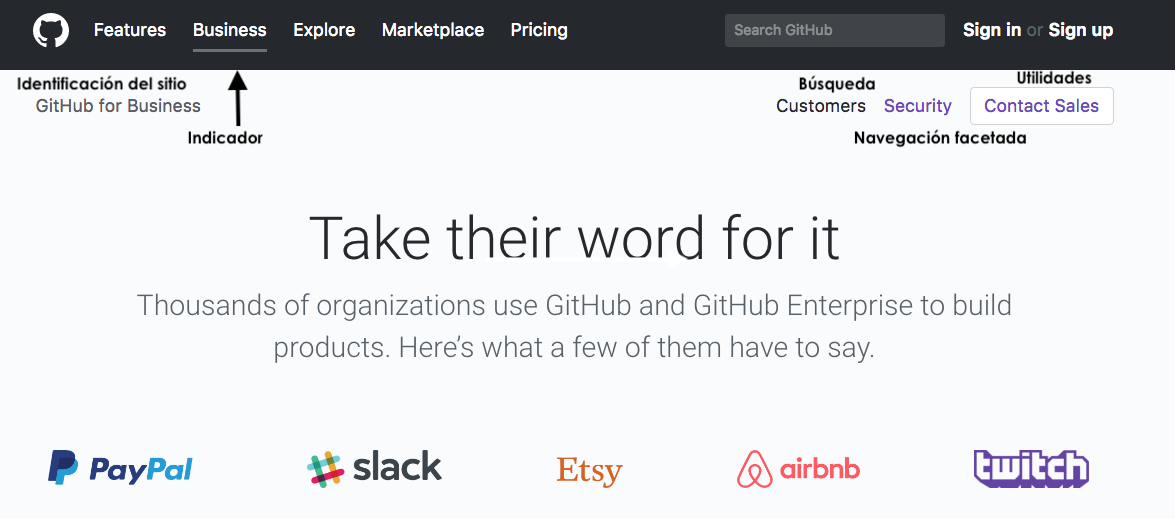 Features Business Explore Marketplace Pricing Search GitHub Sign in or Sign up
Identificación del sitio Búsqueda Utilidades
GitHub for Business Customers Security Contact Sales
Indicador Navegación facetada
Take their word for it
Thousands of organizations use GitHub and GitHub Enterprise to build
products. Here’s what a few of them have to say.
PayPal slack Etsy airbnb twitch